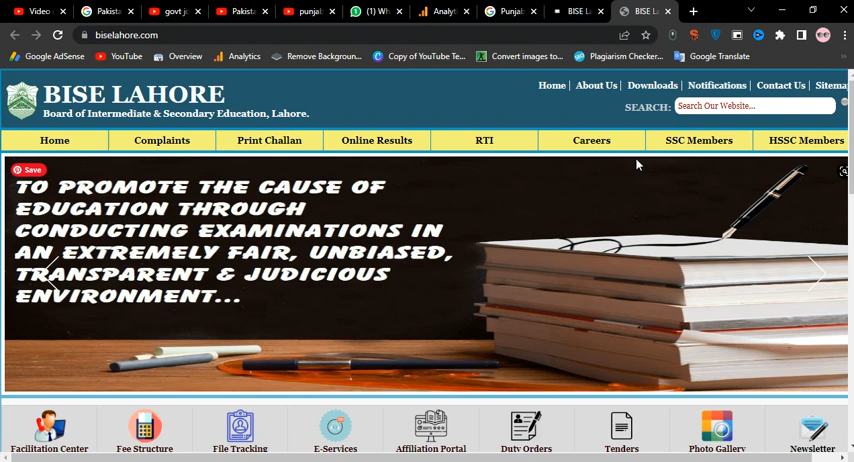 Video
Pakista
govt jo
Pakista
punjab
(1) Wh
Analyti
Punjab
BISE L
BISE L
biselahore.com
Google AdSense
YouTube
Overview
Analytics
Remove Backgroun...
Copy of YouTube Te...
Convert images to...
Plagiarism Checker...
Google Translate
BISE LAHORE
Board of Intermediate & Secondary Education, Lahore.
Home | About Us | Downloads | Notifications | Contact Us | Sitemap
SEARCH: Search Our Website...
Home Complaints Print Challan Online Results RTI Careers SSC Members HSSC Members
Save
TO PROMOTE THE CAUSE OF
EDUCATION THROUGH
CONDUCTING EXAMINATIONS IN
AN EXTREMELY FAIR, UNBIASED,
TRANSPARENT & JUDICIOUS
ENVIRONMENT...
Facilitation Center Fee Structure File Tracking E-Services Affiliation Portal Duty Orders Tenders Photo Gallery Newsletter